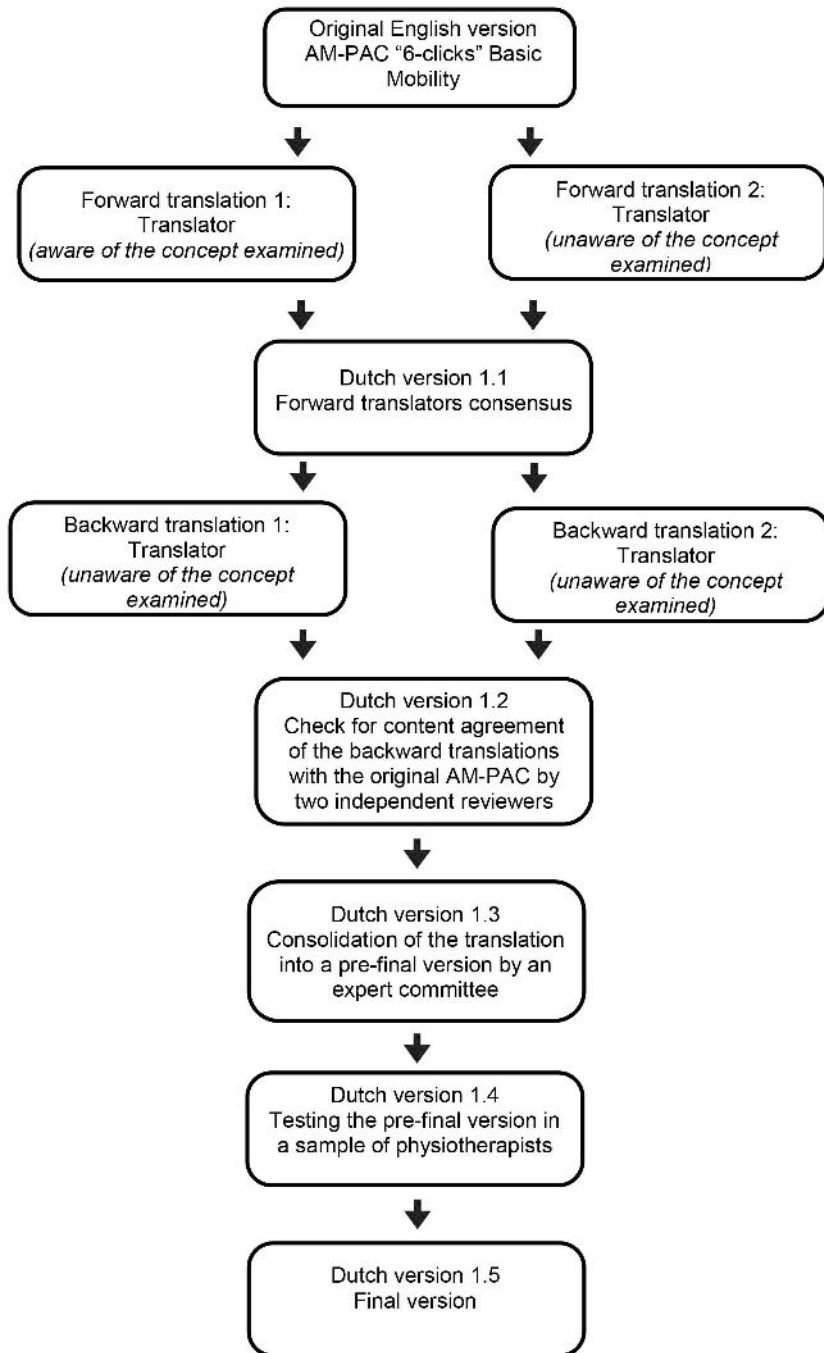 Original English version
AM-PAC “6-clicks” Basic
Mobility
Forward translation 1:
Translator
(aware of the concept examined)
Forward translation 2:
Translator
(unaware of the concept
examined)
Dutch version 1.1
Forward translators consensus
Backward translation 1:
Translator
(unaware of the concept
examined)
Backward translation 2:
Translator
(unaware of the concept
examined)
Dutch version 1.2
Check for content agreement
of the backward translations
with the original AM-PAC by
two independent reviewers
Dutch version 1.3
Consolidation of the translation
into a pre-final version by an
expert committee
Dutch version 1.4
Testing the pre-final version in
a sample of physiotherapists
Dutch version 1.5
Final version